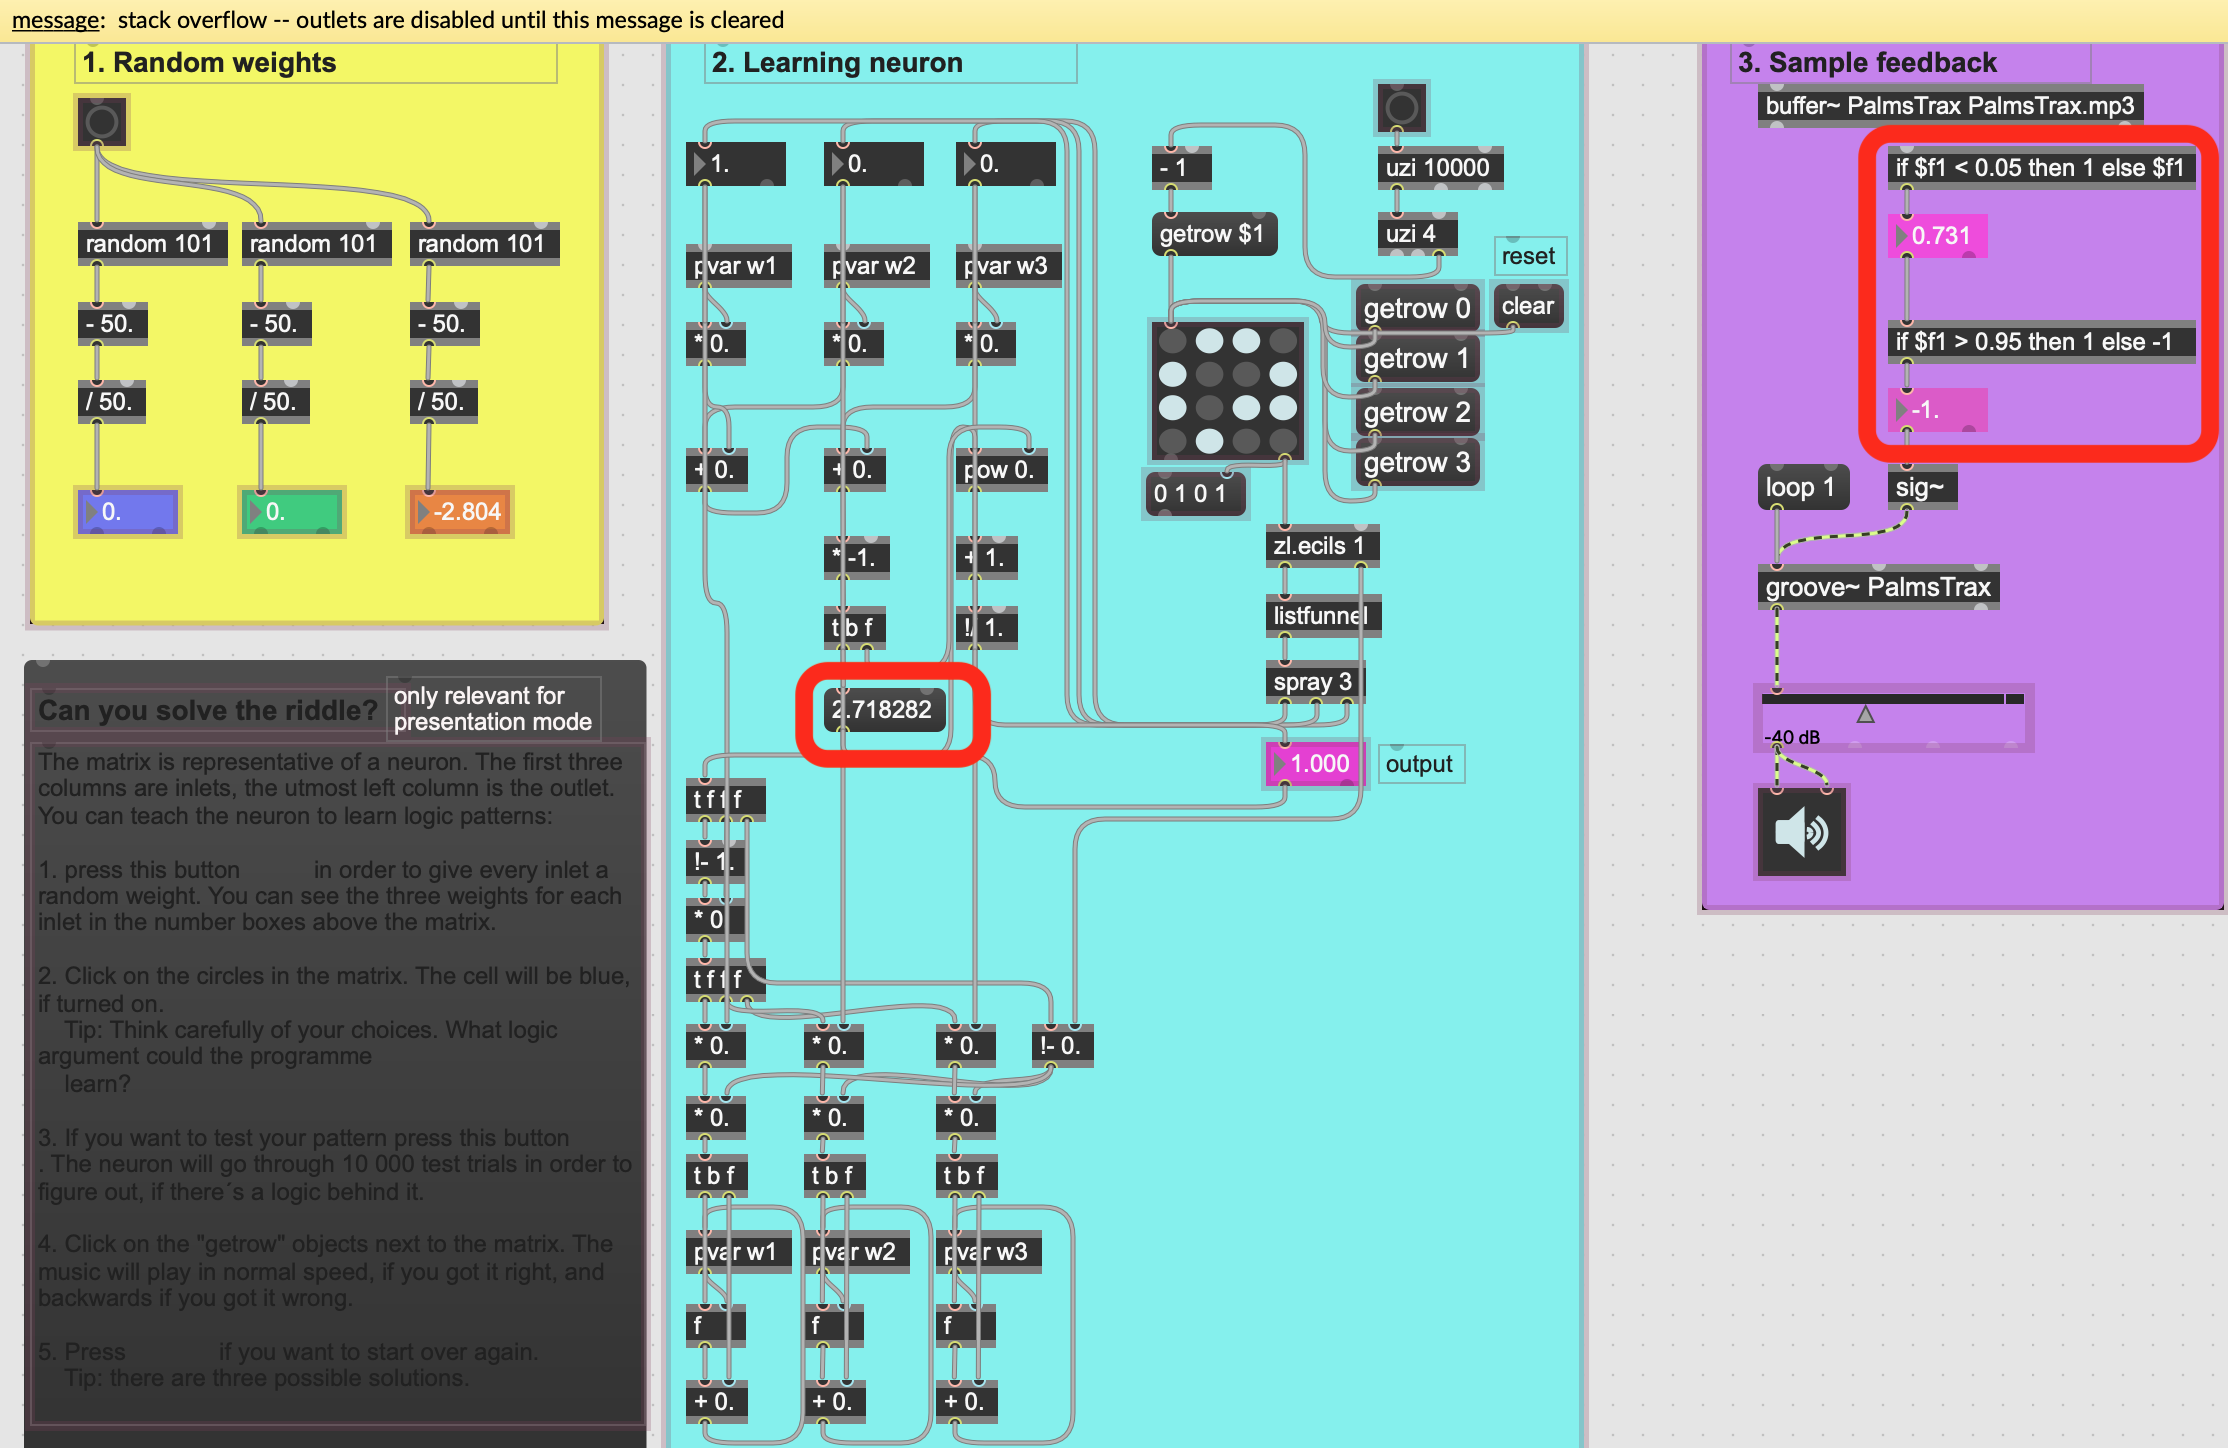 message:  stack overflow -- outlets are disabled until this message is cleared
1. Random weights
random 101
random 101
random 101
- 50.
- 50.
- 50.
/ 50.
/ 50.
/ 50.
0.
0.
-2.804
Can you solve the riddle?
only relevant for
presentation mode
The matrix is representative of a neuron. The first three
columns are inlets, the utmost left column is the outlet.
You can teach the neuron to learn logic patterns:
1. press this button in order to give every inlet a
random weight. You can see the three weights for each
inlet in the number boxes above the matrix.
2. Click on the circles in the matrix. The cell will be blue,
if turned on.
Tip: Think carefully of your choices. What logic
argument could the programme
learn?
3. If you want to test your pattern press this button
. The neuron will go through 10 000 test trials in order to
figure out, if there´s a logic behind it.
4. Click on the "getrow" objects next to the matrix. The
music will play in normal speed, if you got it right, and
backwards if you got it wrong.
5. Press if you want to start over again.
Tip: there are three possible solutions.
2. Learning neuron
1.
0.
0.
pvar w1
pvar w2
pvar w3
* 0.
* 0.
* 0.
+ 0.
+ 0.
pow 0.
* -1.
+ 1.
t b f
!/ 1.
2.718282
t f f f
!- 1.
* 0.
t f f f
* 0.
* 0.
* 0.
!- 0.
* 0.
* 0.
* 0.
t b f
t b f
t b f
pvar w1
pvar w2
pvar w3
f
f
f
+ 0.
+ 0.
+ 0.
- 1
getrow $1
uzi 10000
uzi 4
reset
clear
getrow 0
getrow 1
getrow 2
getrow 3
0 1 0 1
zl.ecils 1
listfunnel
spray 3
1.000
output
3. Sample feedback
buffer~ PalmsTrax PalmsTrax.mp3
if $f1 < 0.05 then 1 else $f1
0.731
if $f1 > 0.95 then 1 else -1
-1.
loop 1
sig~
groove~ PalmsTrax
-40 dB